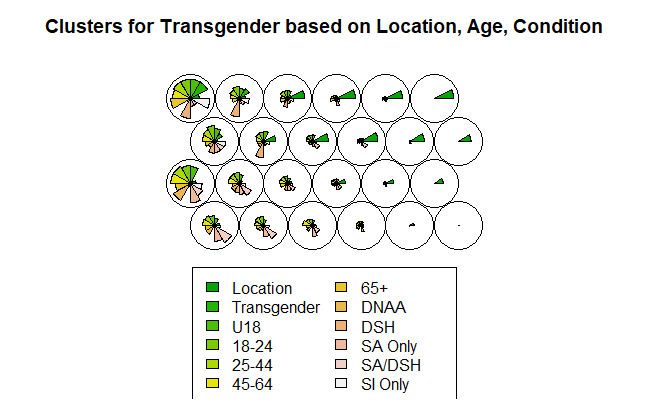 Clusters for Transgender based on Location, Age, Condition
Location
Transgender
U18
18-24
25-44
45-64
65+
DNAA
DSH
SA Only
SA/DSH
SI Only